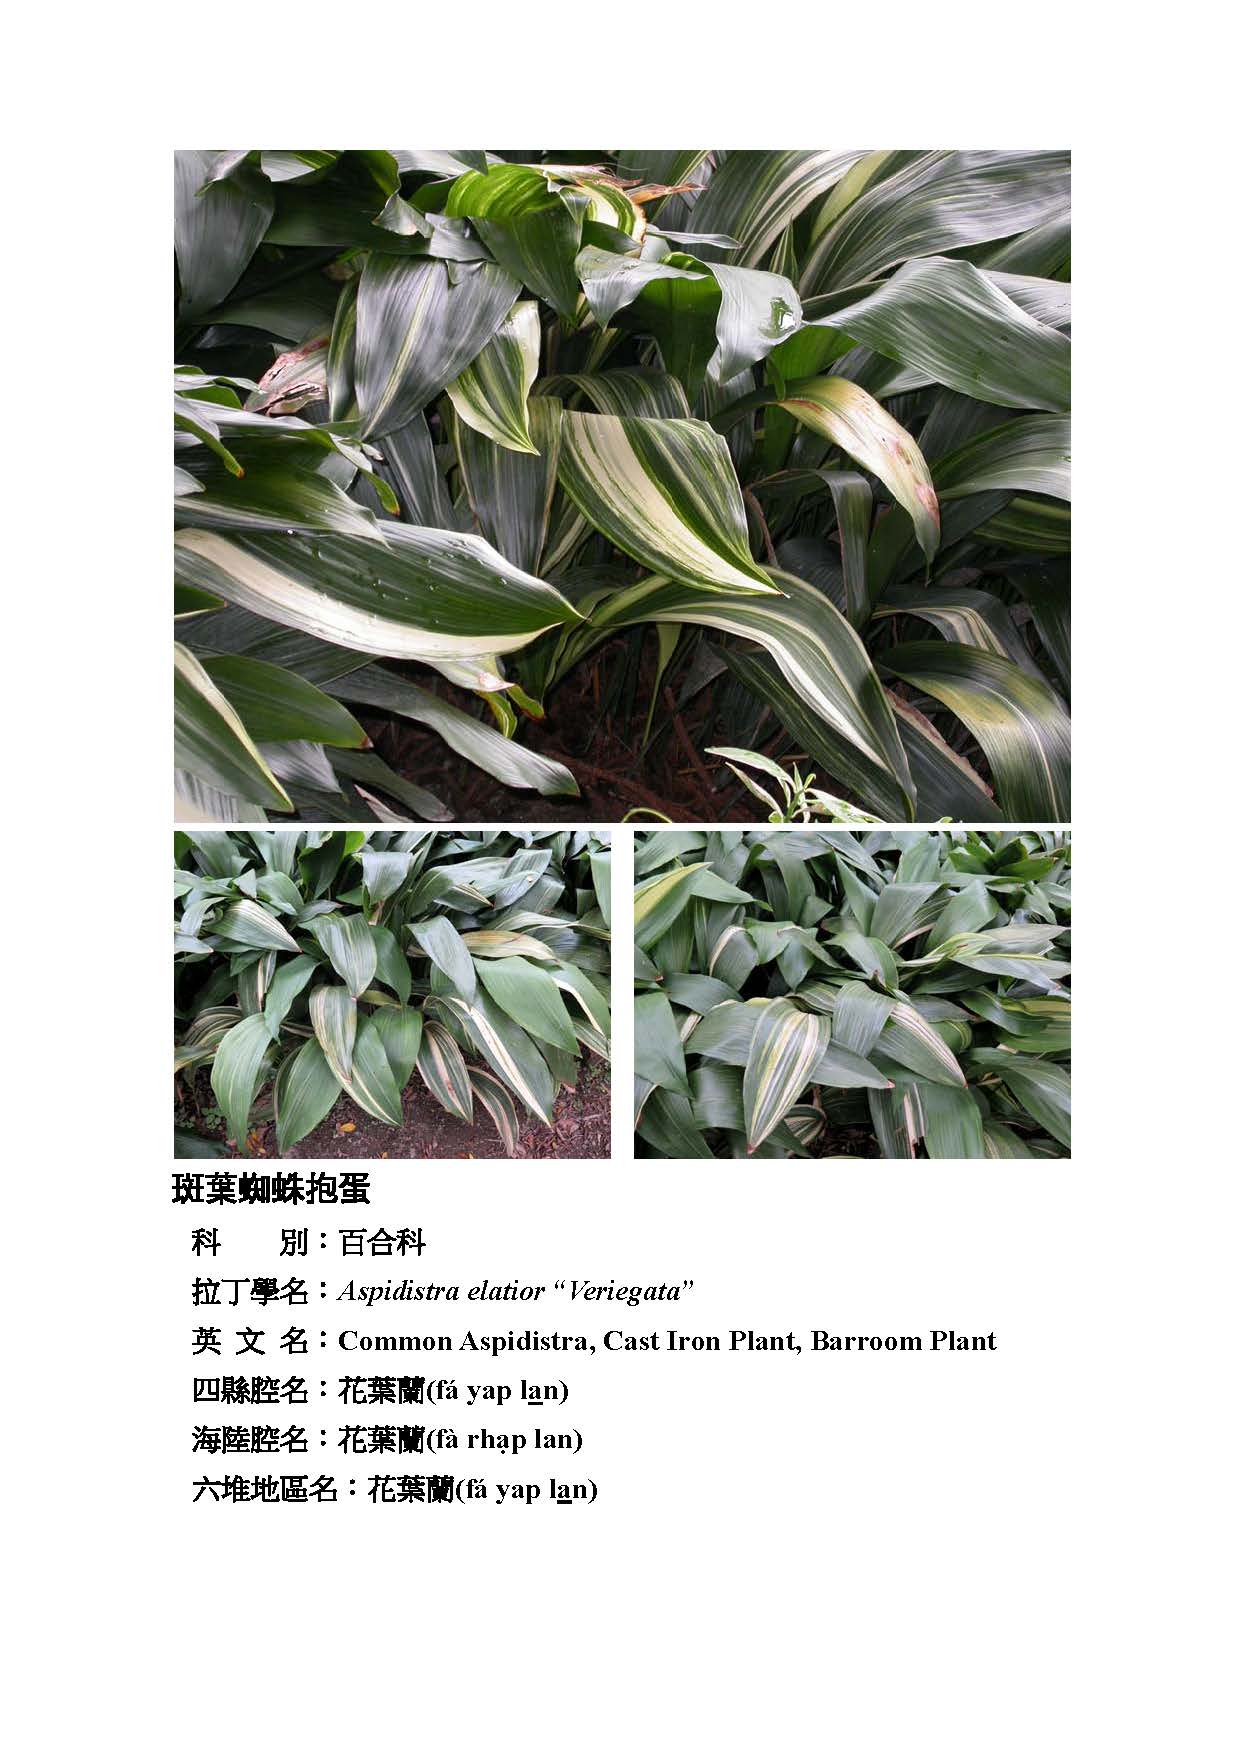 斑葉蜘蛛抱蛋
科　　別：百合科
拉丁學名：Aspidistra elatior “Veriegata”
英 文 名：Common Aspidistra, Cast Iron Plant, Barroom Plant
四縣腔名：花葉蘭(fá yap la̲n)
海陸腔名：花葉蘭(fà rhạp lan)
六堆地區名：花葉蘭(fá yap la̲n)